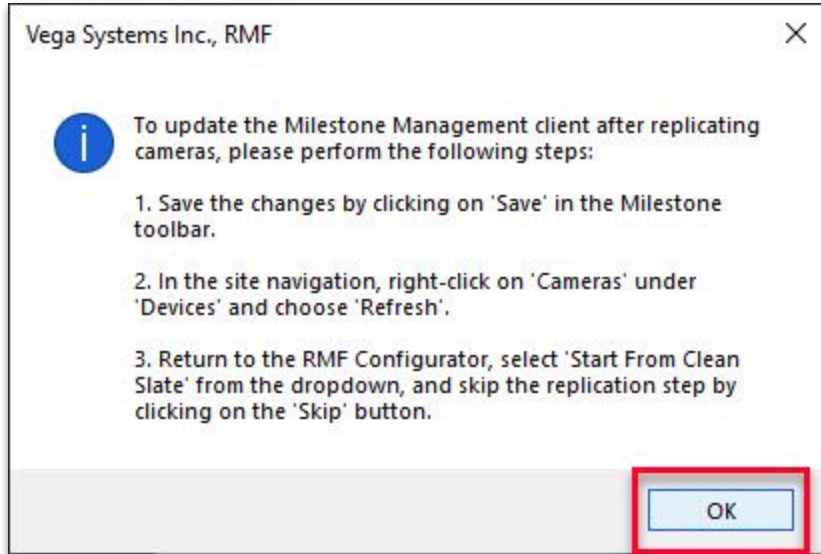 Vega Systems Inc., RMF
To update the Milestone Management client after replicating
cameras, please perform the following steps:
1. Save the changes by clicking on 'Save' in the Milestone
toolbar.
2. In the site navigation, right-click on 'Cameras' under
'Devices' and choose 'Refresh'.
3. Return to the RMF Configurator, select 'Start From Clean
Slate' from the dropdown, and skip the replication step by
clicking on the 'Skip' button.
OK